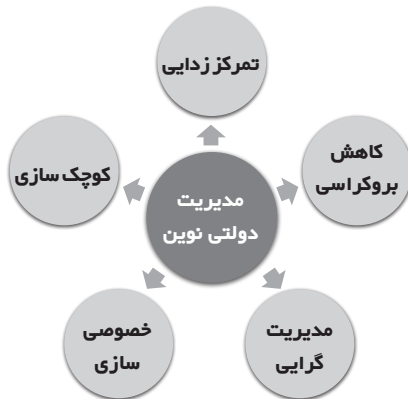 تمرکز زدایی
کاهش
بروکراسی
کوچک سازی
مدیریت
دولتی نوین
مدیریت
گرایی
خصوصی
سازی